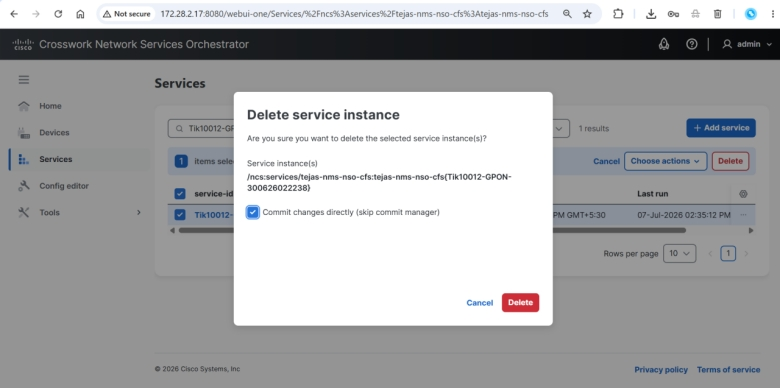 Not secure
172.28.2.17:8080/webui-one/Services/%2Fncs%3Aservices%2Ftejas-nms-nso-cfs%3Atejas-nms-nso-cfs
CISCO Crosswork Network Services Orchestrator
admin
Home
Devices
Services
Config editor
Tools
Services
Tik10012-GP
1 results
+ Add service
1 items sele
Cancel
Choose actions
Delete
service-id
Last run
Tik10012-
PM GMT+5:30
07-Jul-2026 02:35:12 PM
Rows per page 10
1
Delete service instance
Are you sure you want to delete the selected service instance(s)?
Service instance(s)
/ncs:services/tejas-nms-nso-cfs:tejas-nms-nso-cfs{Tik10012-GPON-
300626022238}
Commit changes directly (skip commit manager)
Cancel
Delete
© 2026 Cisco Systems, Inc
Privacy policy
Terms of service